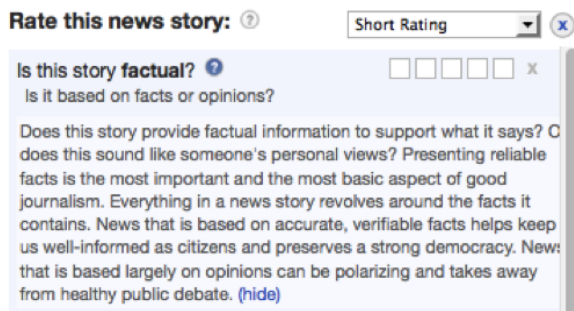 Rate this news story: ?
Short Rating x
Is this story factual? ? x
Is it based on facts or opinions?
Does this story provide factual information to support what it says? O
does this sound like someone's personal views? Presenting reliable
facts is the most important and the most basic aspect of good
journalism. Everything in a news story revolves around the facts it
contains. News that is based on accurate, verifiable facts helps keep
us well-informed as citizens and preserves a strong democracy. News
that is based largely on opinions can be polarizing and takes away
from healthy public debate. (hide)